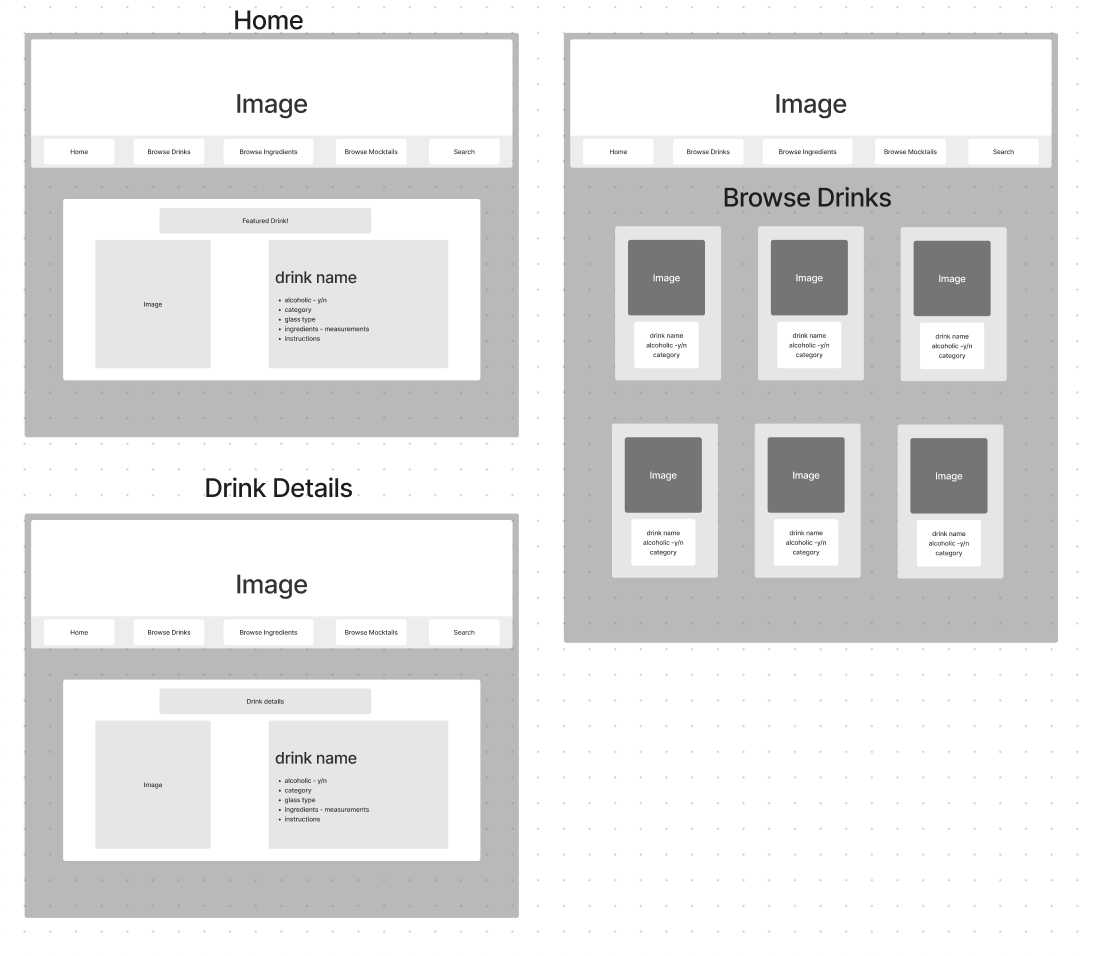 Home
Image
Home Browse Drinks Browse Ingredients Browse Mocktails Search
Featured Drink!
Image
drink name
• alcoholic - y/n
• category
• glass type
• ingredients - measurements
• instructions
Drink Details
Image
Home Browse Drinks Browse Ingredients Browse Mocktails Search
Drink details
Image
drink name
• alcoholic - y/n
• category
• glass type
• ingredients - measurements
• instructions
Image
Home Browse Drinks Browse Ingredients Browse Mocktails Search
Browse Drinks
Image
drink name
alcoholic -y/n
category
Image
drink name
alcoholic -y/n
category
Image
drink name
alcoholic -y/n
category
Image
drink name
alcoholic -y/n
category
Image
drink name
alcoholic -y/n
category
Image
drink name
alcoholic -y/n
category